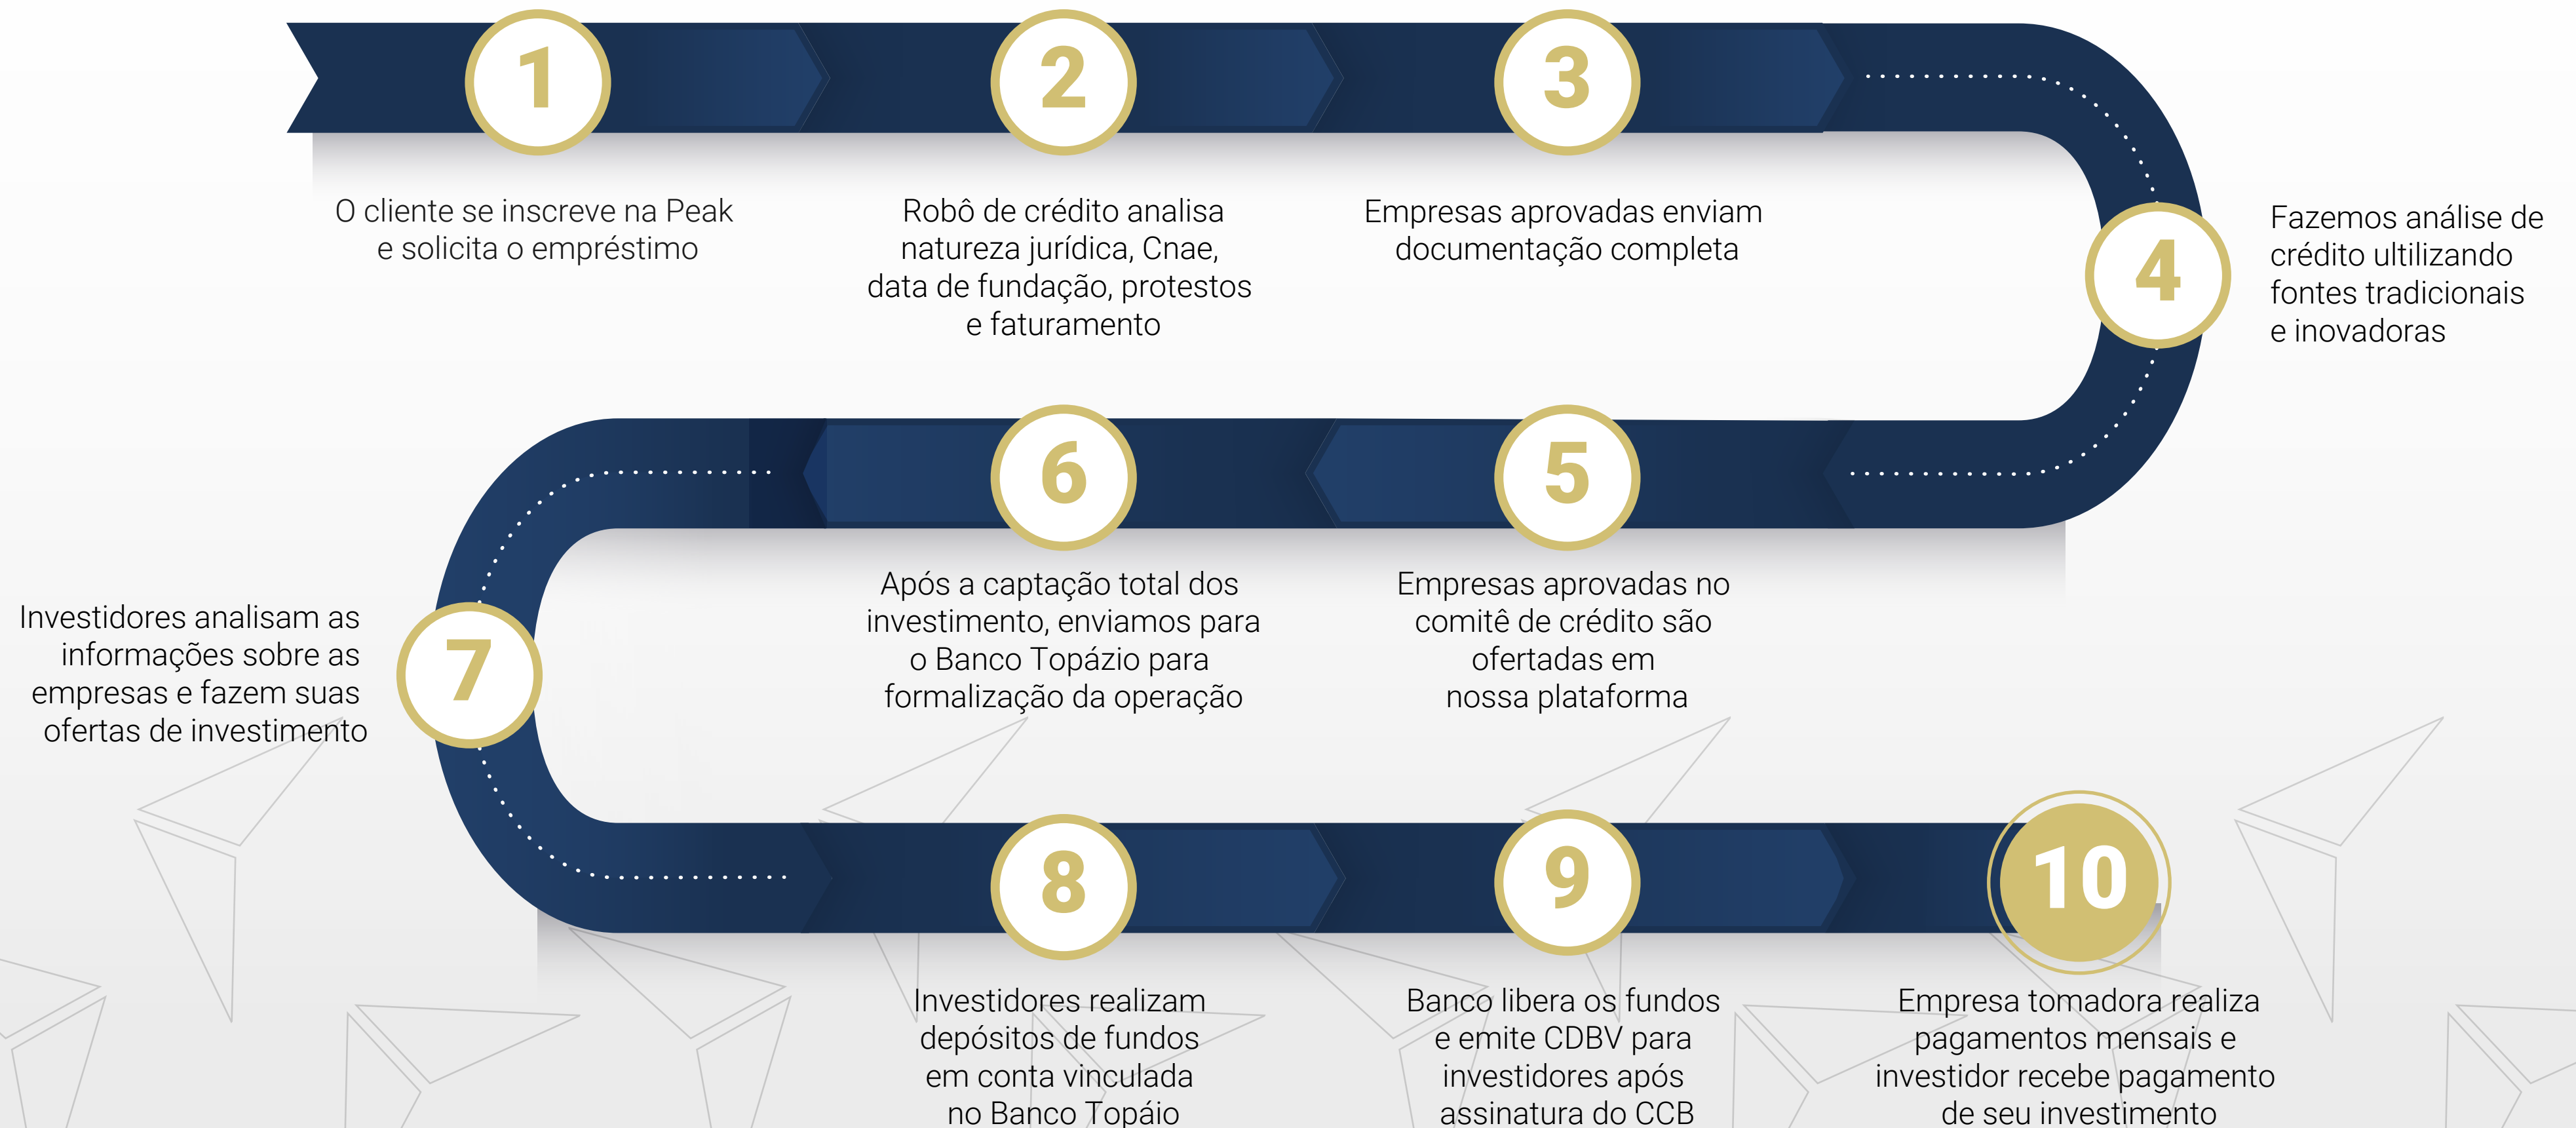 1
O cliente se inscreve na Peak
e solicita o empréstimo
2
Robô de crédito analisa
natureza jurídica, Cnae,
data de fundação, protestos
e faturamento
3
Empresas aprovadas enviam
documentação completa
4
Fazemos análise de
crédito ultilizando
fontes tradicionais
e inovadoras
5
Empresas aprovadas no
comitê de crédito são
ofertadas em
nossa plataforma
6
Após a captação total dos
investimento, enviamos para
o Banco Topázio para
formalização da operação
7
Investidores analisam as
informações sobre as
empresas e fazem suas
ofertas de investimento
8
Investidores realizam
depósitos de fundos
em conta vinculada
no Banco Topáio
9
Banco libera os fundos
e emite CDBV para
investidores após
assinatura do CCB
10
Empresa tomadora realiza
pagamentos mensais e
investidor recebe pagamento
de seu investimento